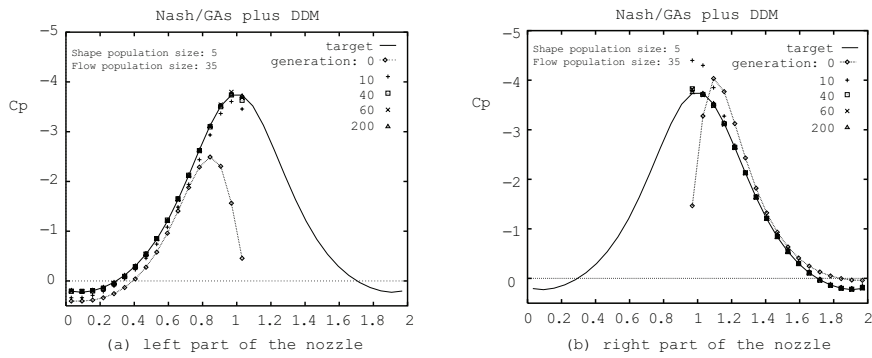 Nash/GAs plus DDM
-5
Shape population size: 5
Flow population size: 35
target
generation: 0
10
40
60
200
-4
Cp
-3
-2
-1
0
0 0.2 0.4 0.6 0.8 1 1.2 1.4 1.6 1.8 2
(a) left part of the nozzle
Nash/GAs plus DDM
-5
Shape population size: 5
Flow population size: 35
target
generation: 0
10
40
60
200
-4
Cp
-3
-2
-1
0
0 0.2 0.4 0.6 0.8 1 1.2 1.4 1.6 1.8 2
(b) right part of the nozzle